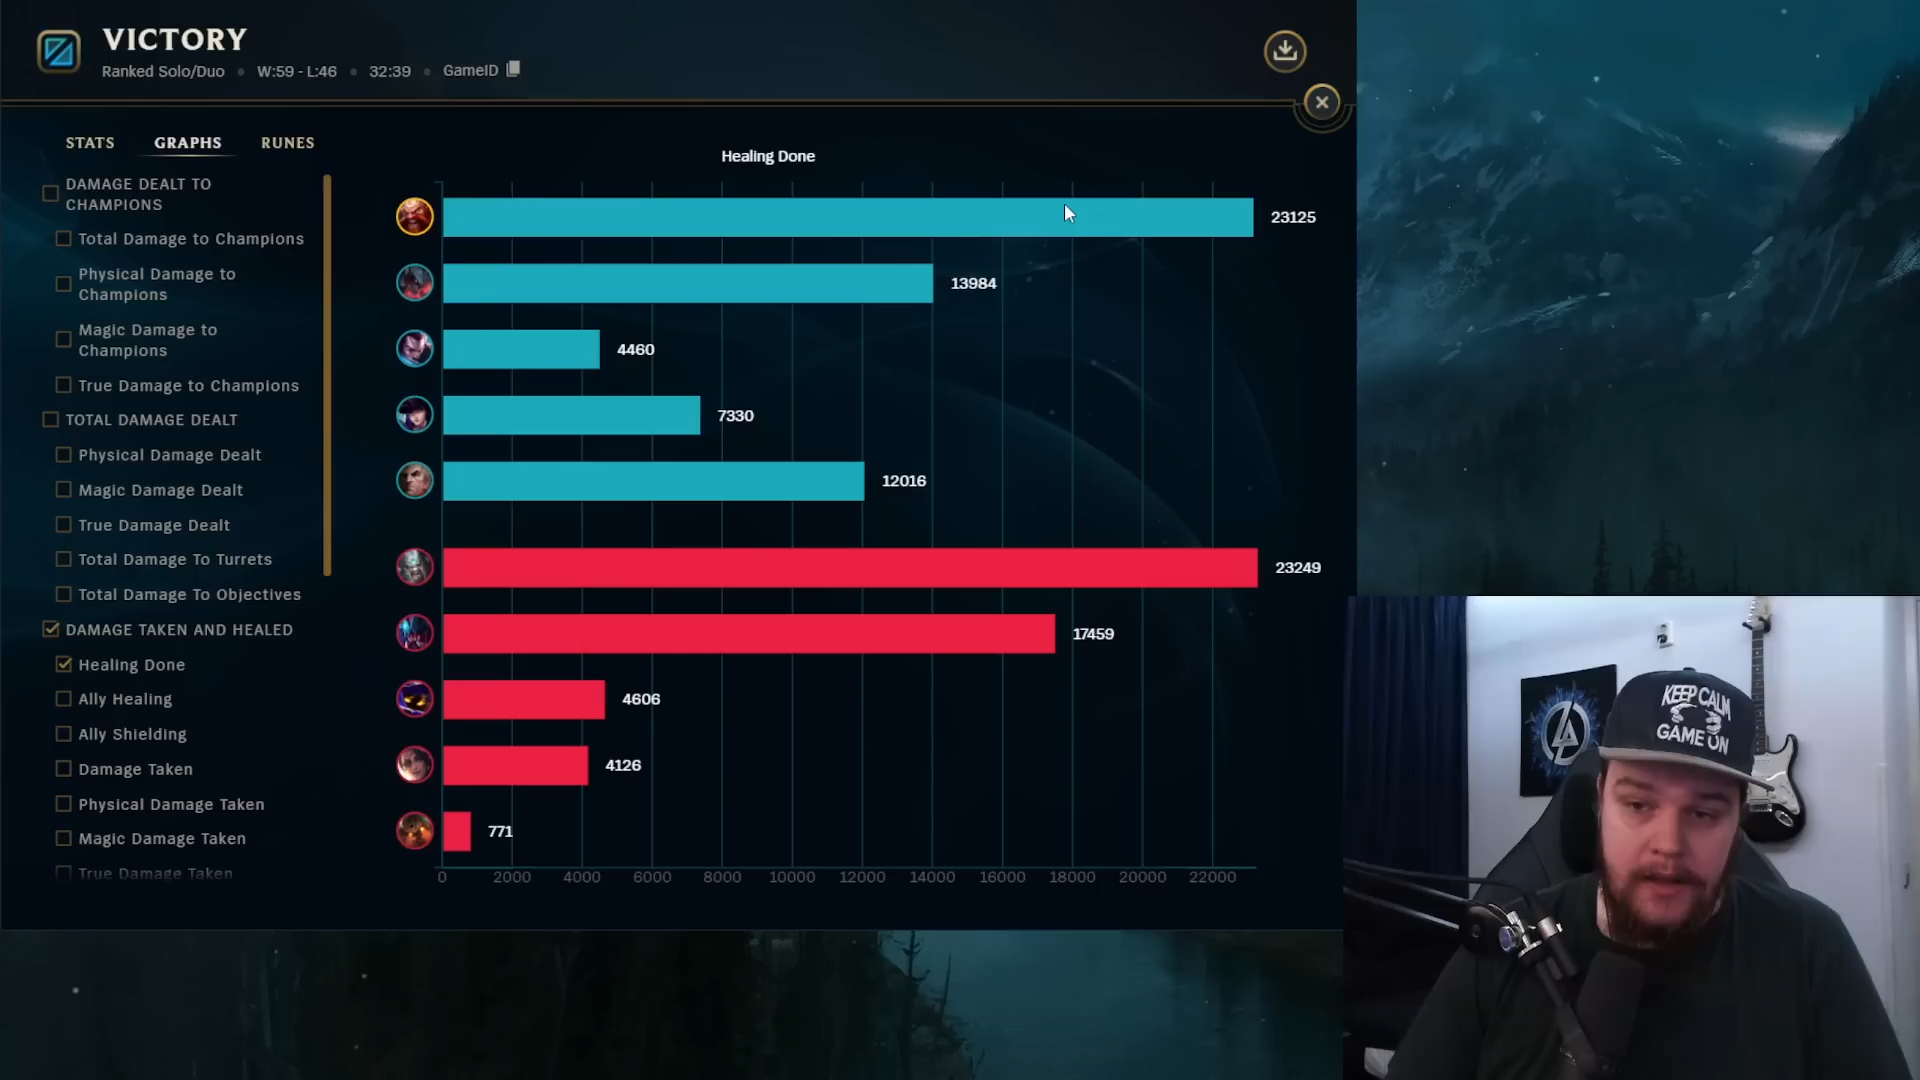 VICTORY
Ranked Solo/Duo • W:59 - L:46 • 32:39 • GameID
STATS GRAPHS RUNES
DAMAGE DEALT TO
CHAMPIONS
Total Damage to Champions
Physical Damage to
Champions
Magic Damage to
Champions
True Damage to Champions
TOTAL DAMAGE DEALT
Physical Damage Dealt
Magic Damage Dealt
True Damage Dealt
Total Damage To Turrets
Total Damage To Objectives
DAMAGE TAKEN AND HEALED
Healing Done
Ally Healing
Ally Shielding
Damage Taken
Physical Damage Taken
Magic Damage Taken
True Damage Taken
Healing Done
23125
13984
4460
7330
12016
23249
17459
4606
4126
771
0 2000 4000 6000 8000 10000 12000 14000 16000 18000 20000 22000
KEEP CALM
GAME ON